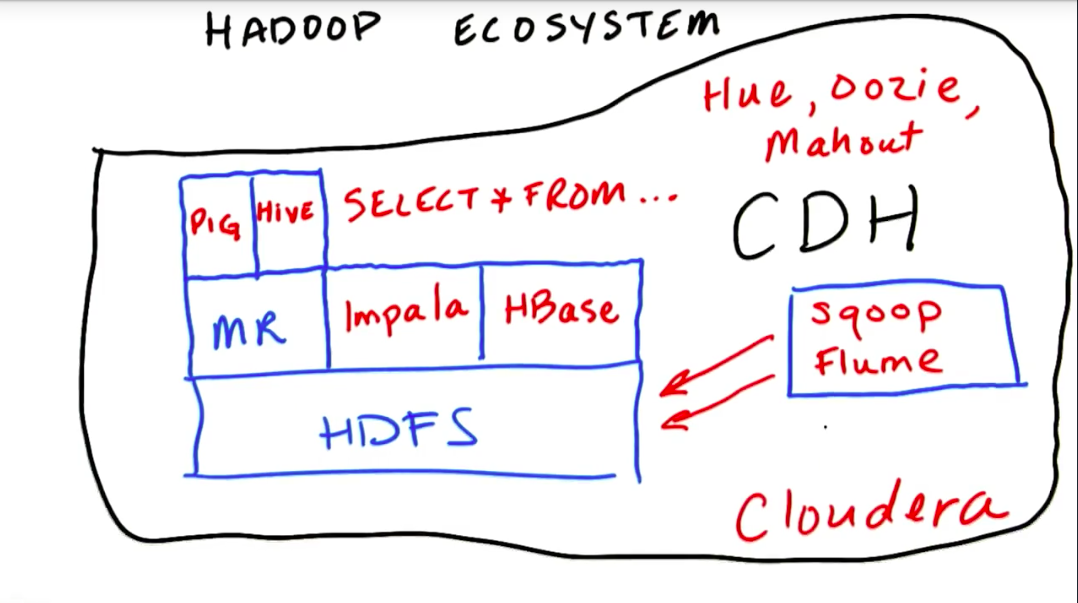 HADOOP ECOSYSTEM
Hue, Oozie,
Mahout
PIG
HivE
SELECT * FROM...
CDH
MR
Impala
HBase
Sqoop
Flume
HDFS
Cloudera